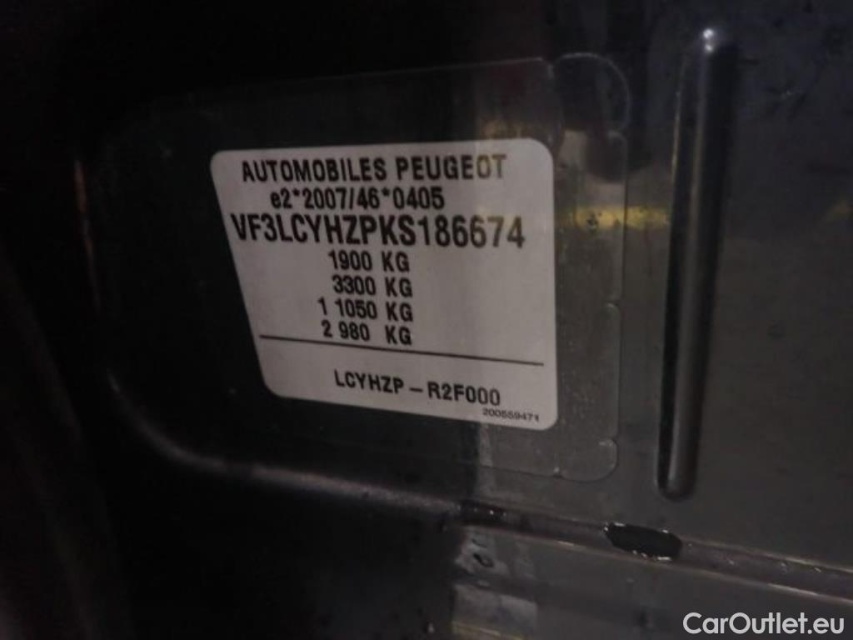 AUTOMOBILES PEUGEOT
e2*2007/46*0405
VF3LCYHZPKS186674
1900 KG
3300 KG
1 1050 KG
2 980 KG
LCYHZP-R2F000
200559471
CarOutlet.eu